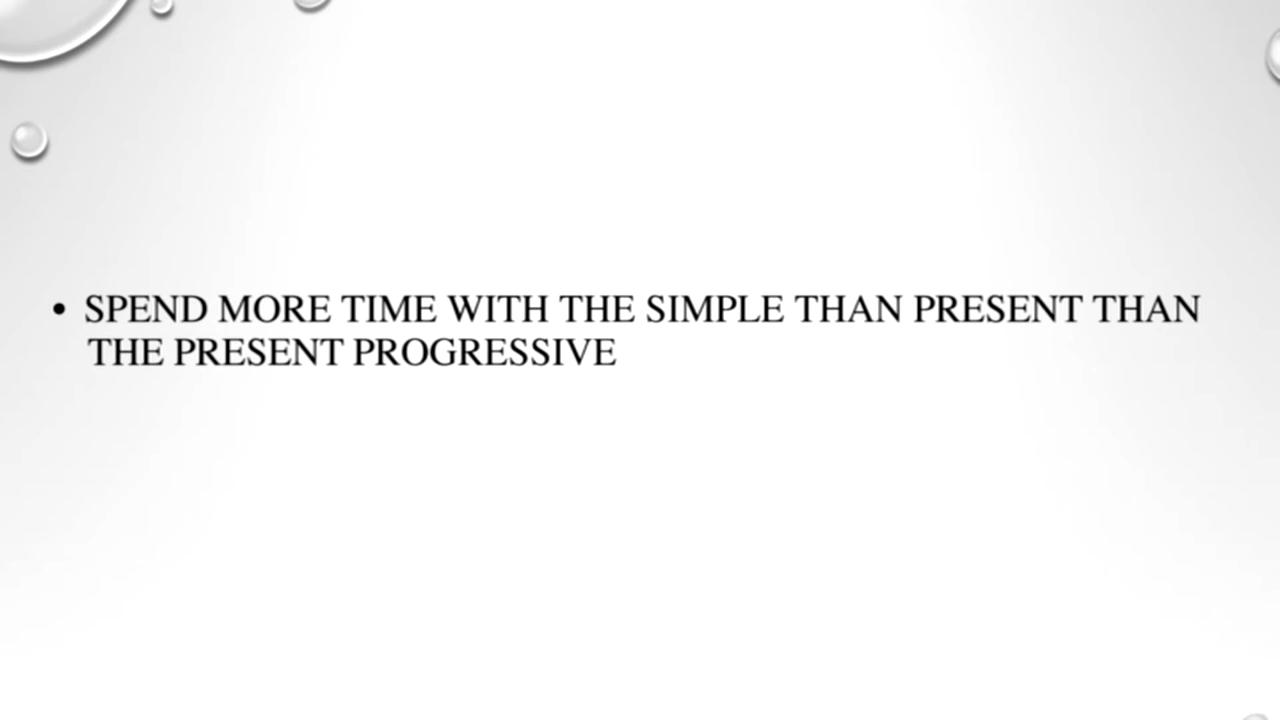 • SPEND MORE TIME WITH THE SIMPLE THAN PRESENT THAN
THE PRESENT PROGRESSIVE